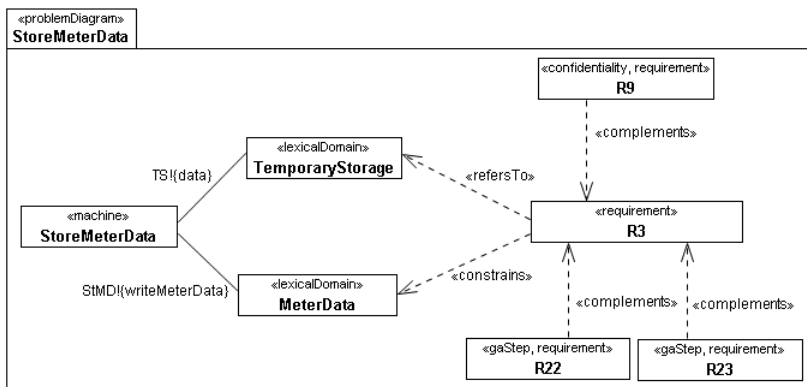 «problemDiagram»
StoreMeterData
«confidentiality, requirement»
R9
«complements»
«lexicalDomain»
TemporaryStorage
TS!{data}
«refersTo»
«machine»
StoreMeterData
«requirement»
R3
StMD!{writeMeterData}
«lexicalDomain»
MeterData
«constrains»
«complements»
«complements»
«gaStep, requirement»
R22
«gaStep, requirement»
R23